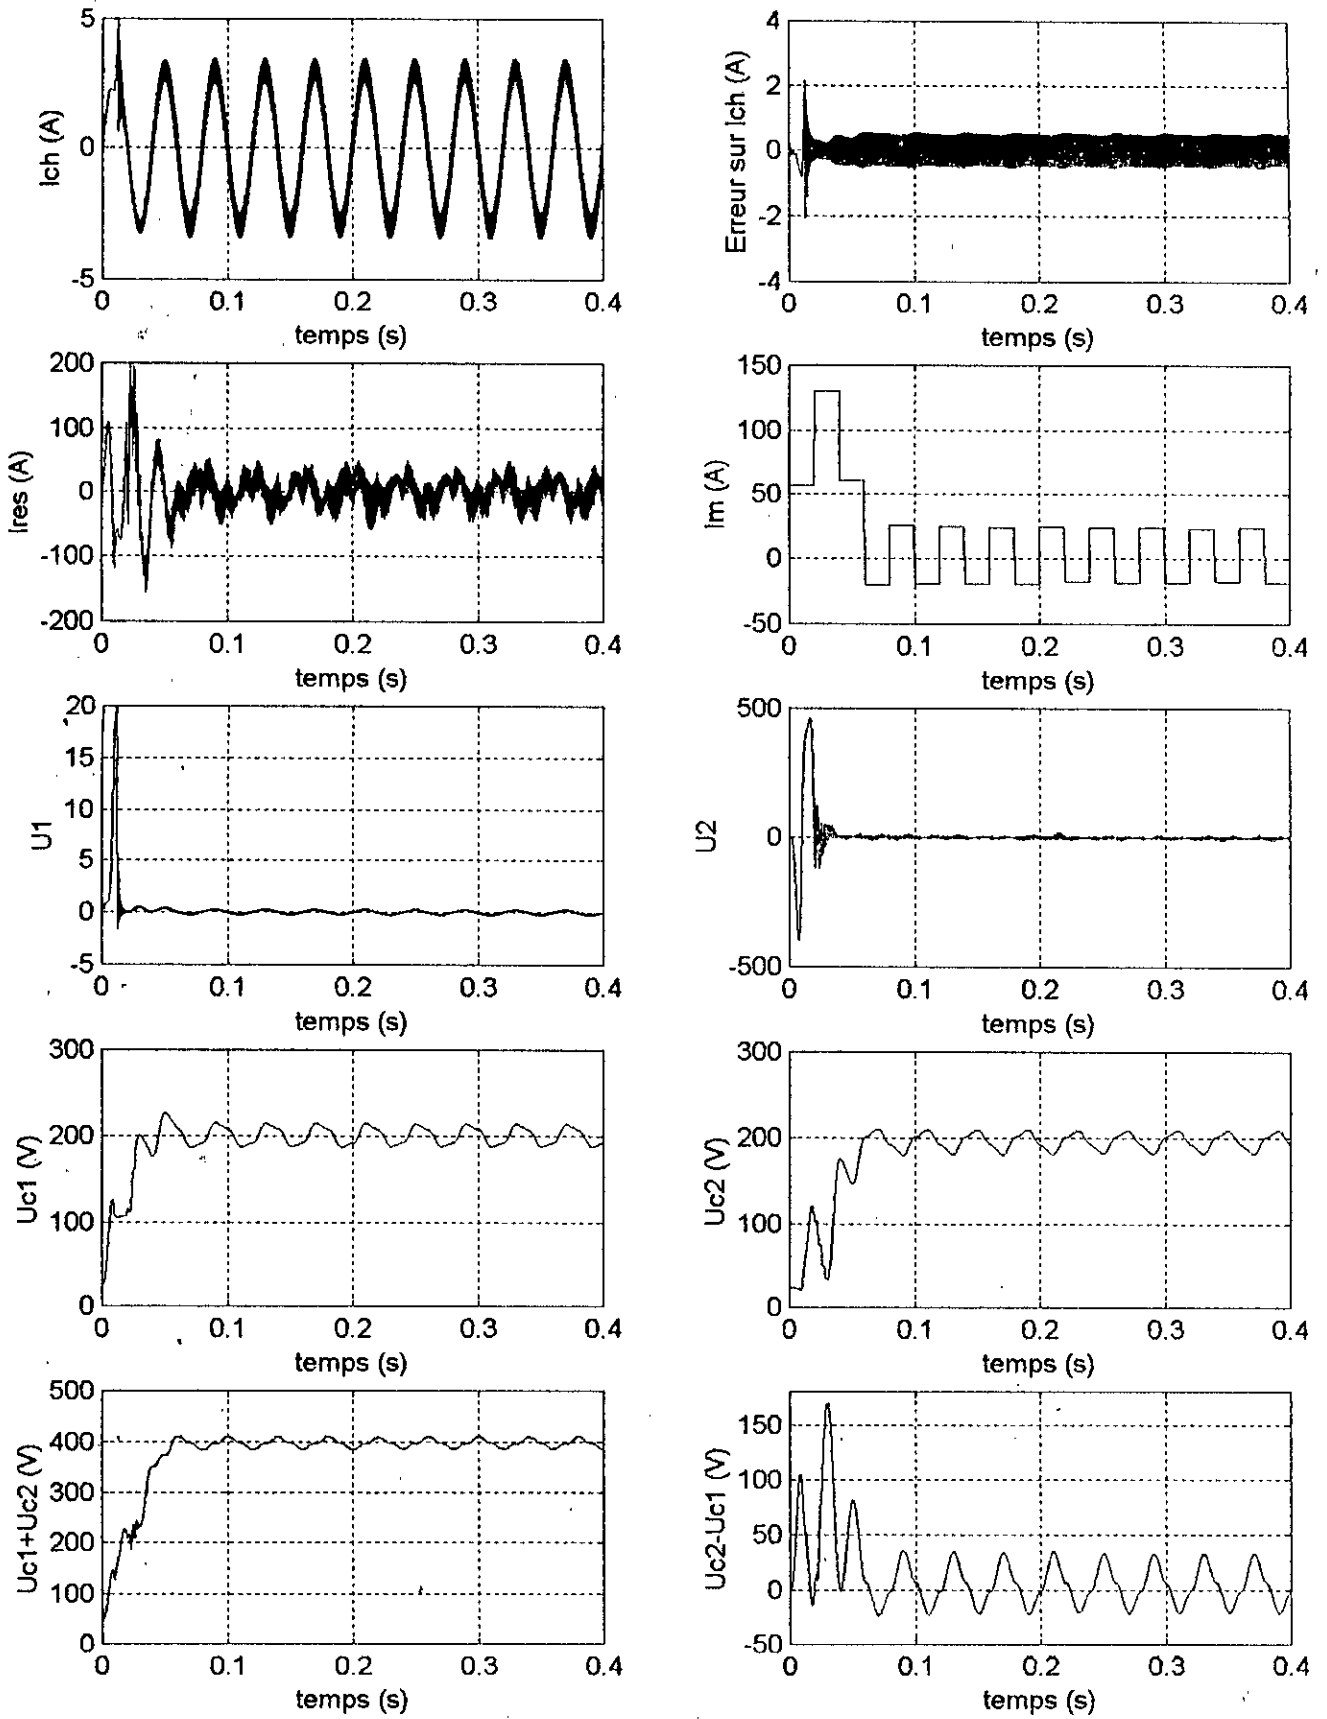 5
0
-5
Ich (A)
0 0.1 0.2 0.3 0.4
temps (s)
4
2
0
-2
-4
Erreur sur Ich (A)
0 0.1 0.2 0.3 0.4
temps (s)
200
100
0
-100
-200
Ires (A)
0 0.1 0.2 0.3 0.4
temps (s)
150
100
50
0
-50
Im (A)
0 0.1 0.2 0.3 0.4
temps (s)
20
15
10
5
0
-5
U1
0 0.1 0.2 0.3 0.4
temps (s)
500
0
-500
U2
0 0.1 0.2 0.3 0.4
temps (s)
300
200
100
0
Uc1 (V)
0 0.1 0.2 0.3 0.4
temps (s)
300
200
100
0
Uc2 (V)
0 0.1 0.2 0.3 0.4
temps (s)
500
400
300
200
100
0
Uc1+Uc2 (V)
0 0.1 0.2 0.3 0.4
temps (s)
150
100
50
0
-50
Uc2-Uc1 (V)
0 0.1 0.2 0.3 0.4
temps (s)